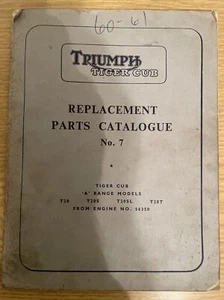 60-61
TRIUMPH
TIGER CUB
REPLACEMENT
PARTS CATALOGUE
No. 7
TIGER CUB
'A' RANGE MODELS
T20 T20S T20SL T20T
FROM ENGINE NO. 56350